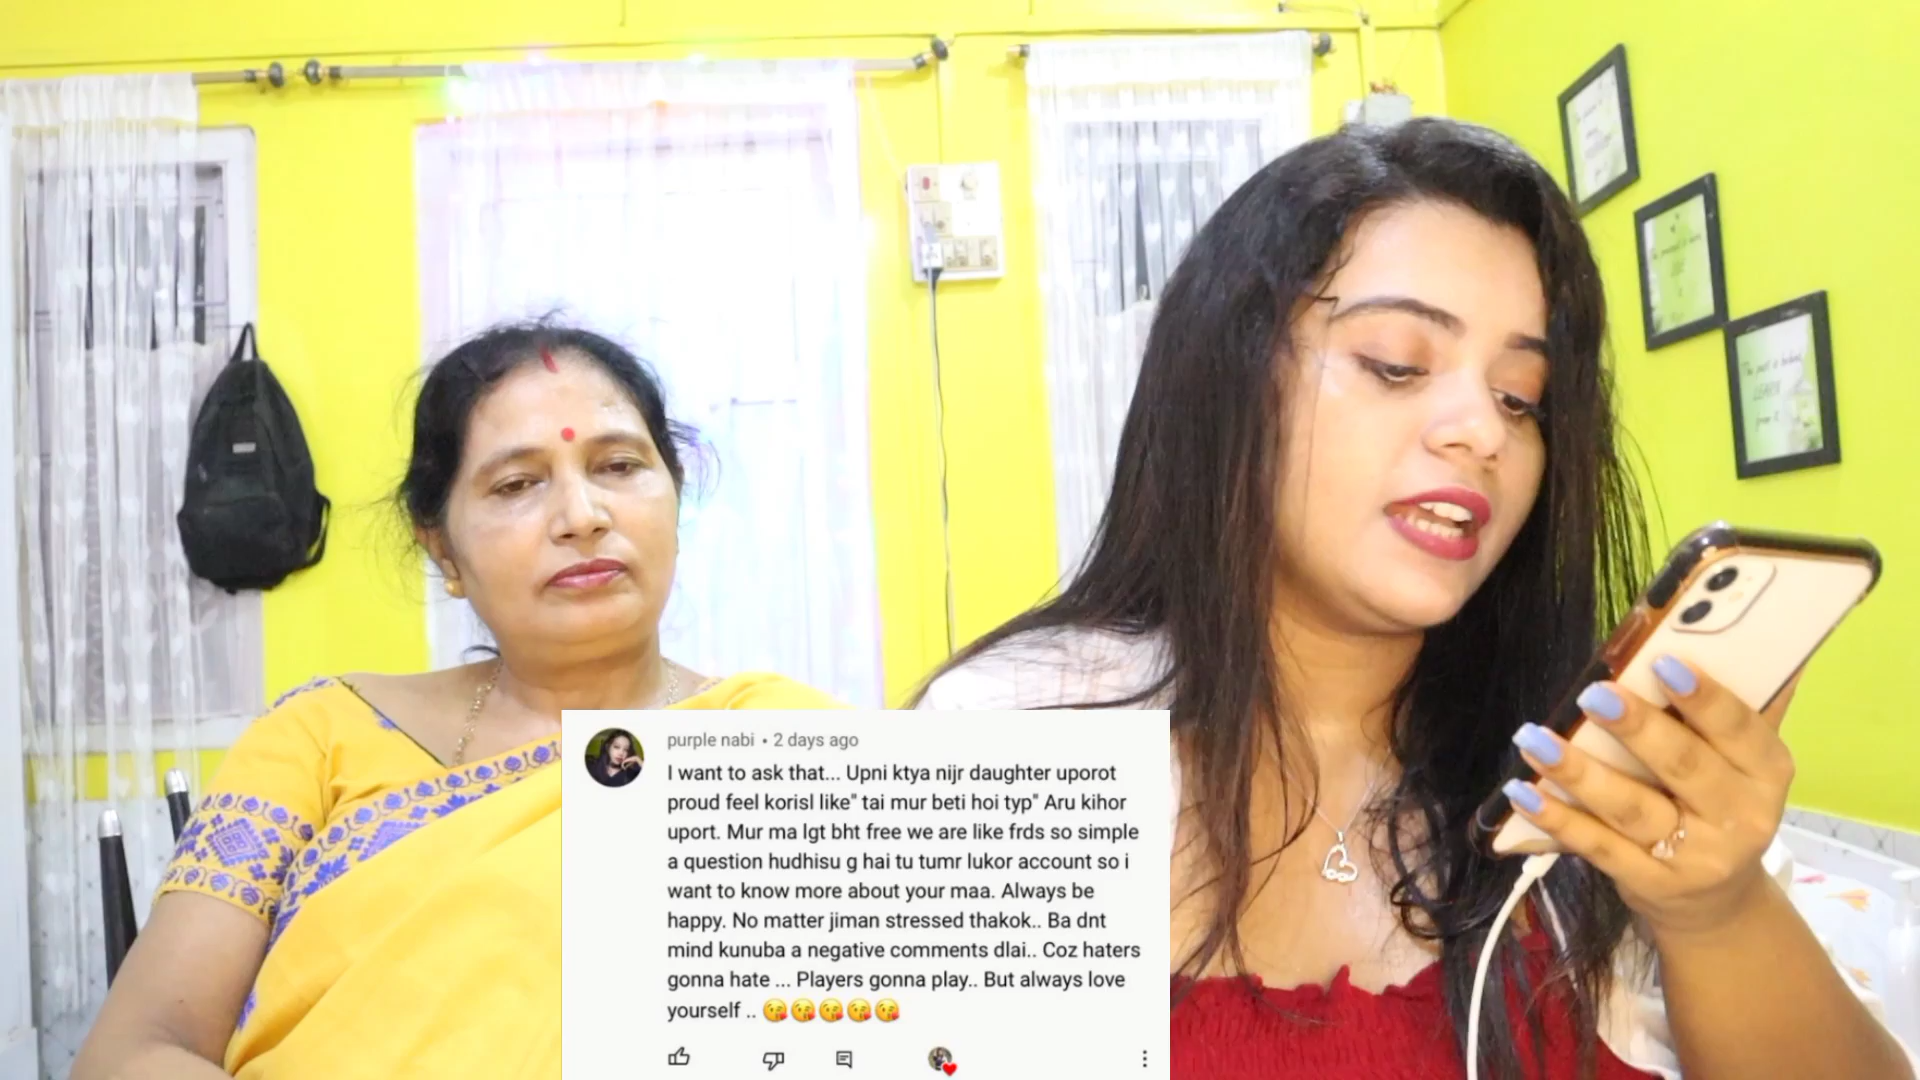 purple nabi • 2 days ago
I want to ask that... Upni ktya nijr daughter uporot
proud feel korisl like" tai mur beti hoi typ" Aru kihor
uport. Mur ma lgt bht free we are like frds so simple
a question hudhisu g hai tu tumr lukor account so i
want to know more about your maa. Always be
happy. No matter jiman stressed thakok.. Ba dnt
mind kunuba a negative comments dlai.. Coz haters
gonna hate ... Players gonna play.. But always love
yourself .. 😘😘😘😘😘